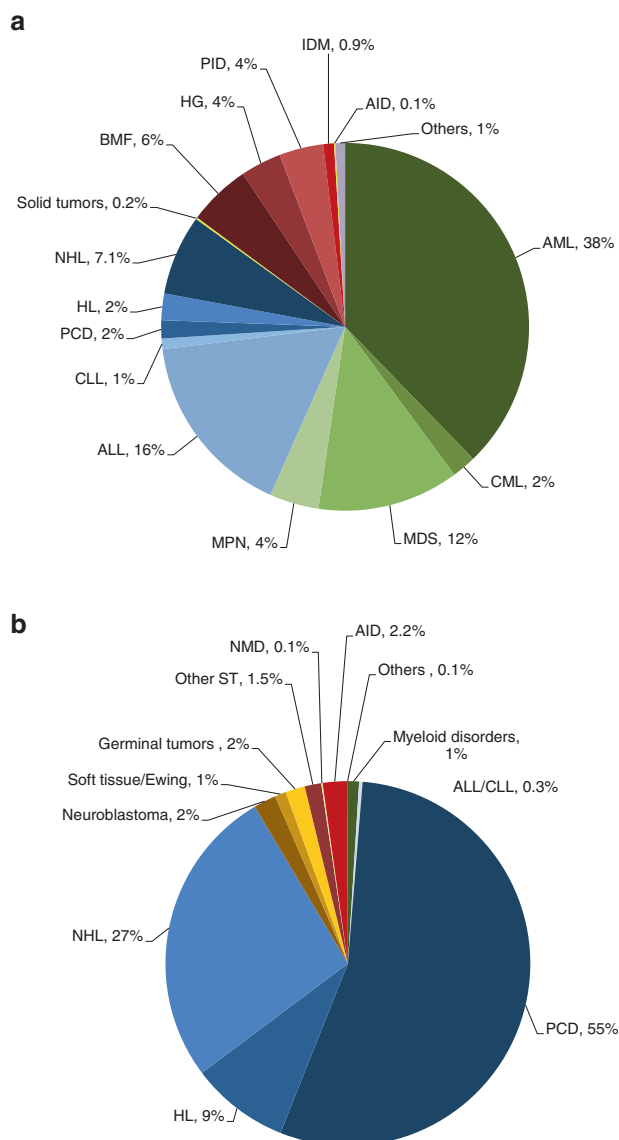 a
IDM, 0.9%
PID, 4%
HG, 4%
AID, 0.1%
Others, 1%
BMF, 6%
Solid tumors, 0.2%
NHL, 7.1%
AML, 38%
HL, 2%
PCD, 2%
CLL, 1%
ALL, 16%
CML, 2%
MPN, 4%
MDS, 12%
b
AID, 2.2%
NMD, 0.1%
Others , 0.1%
Other ST, 1.5%
Myeloid disorders,
1%
Germinal tumors , 2%
Soft tissue/Ewing, 1%
ALL/CLL, 0.3%
Neuroblastoma, 2%
NHL, 27%
PCD, 55%
HL, 9%